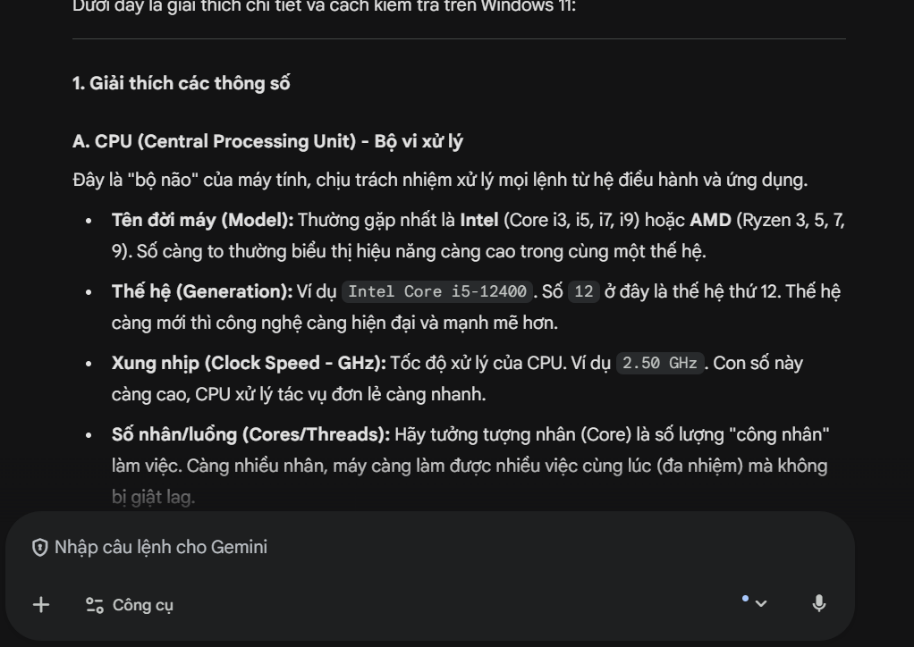 Dưới đây là giải thích chi tiết và cách kiểm tra trên Windows 11:
1. Giải thích các thông số
A. CPU (Central Processing Unit) - Bộ vi xử lý
Đây là "bộ não" của máy tính, chịu trách nhiệm xử lý mọi lệnh từ hệ điều hành và ứng dụng.
• Tên đời máy (Model): Thường gặp nhất là Intel (Core i3, i5, i7, i9) hoặc AMD (Ryzen 3, 5, 7,
9). Số càng to thường biểu thị hiệu năng càng cao trong cùng một thế hệ.
• Thế hệ (Generation): Ví dụ Intel Core i5-12400. Số 12 ở đây là thế hệ thứ 12. Thế hệ
càng mới thì công nghệ càng hiện đại và mạnh mẽ hơn.
• Xung nhịp (Clock Speed - GHz): Tốc độ xử lý của CPU. Ví dụ 2.50 GHz. Con số này
càng cao, CPU xử lý tác vụ đơn lẻ càng nhanh.
• Số nhân/luồng (Cores/Threads): Hãy tưởng tượng nhân (Core) là số lượng "công nhân"
làm việc. Càng nhiều nhân, máy càng làm được nhiều việc cùng lúc (đa nhiệm) mà không
bị giật lag.
Nhập câu lệnh cho Gemini
Công cụ